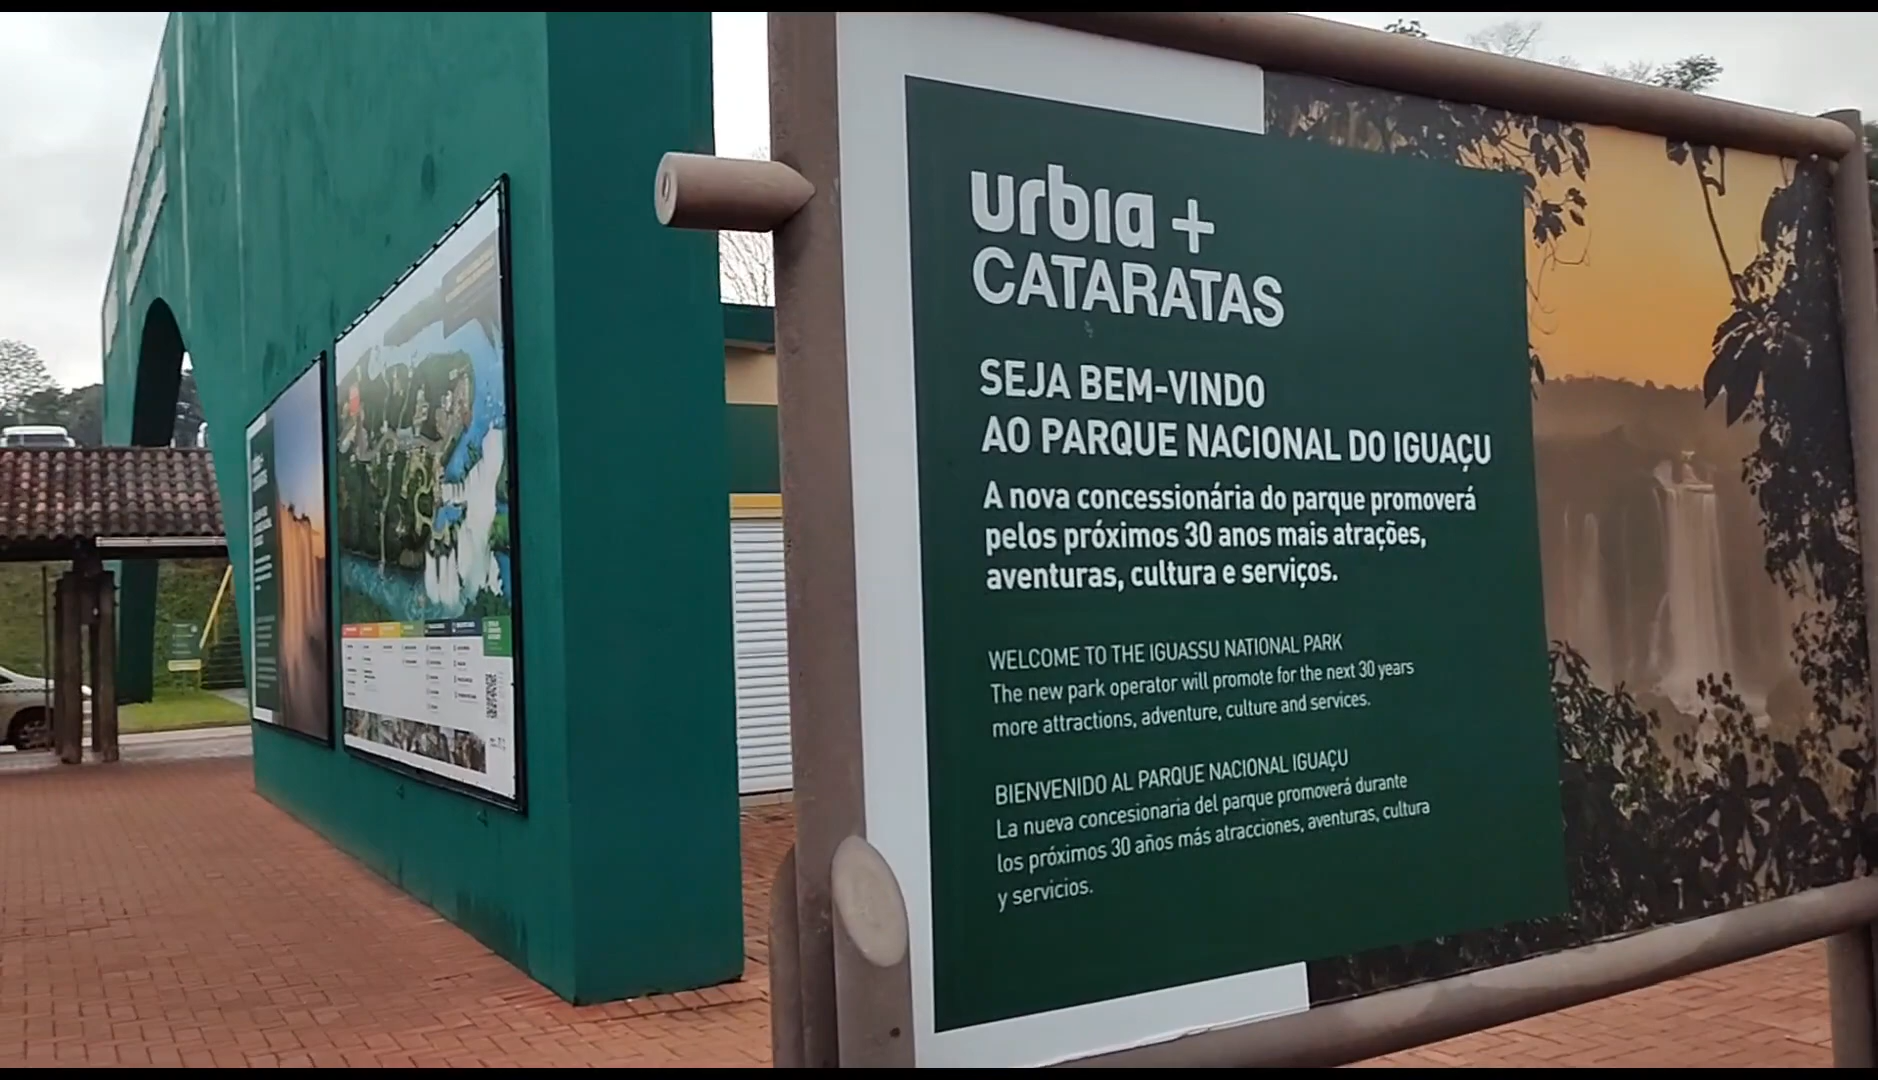 urbia +
CATARATAS
SEJA BEM-VINDO
AO PARQUE NACIONAL DO IGUAÇU
A nova concessionária do parque promoverá
pelos próximos 30 anos mais atrações,
aventuras, cultura e serviços.
WELCOME TO THE IGUASSU NATIONAL PARK
The new park operator will promote for the next 30 years
more attractions, adventure, culture and services.
BIENVENIDO AL PARQUE NACIONAL IGUAÇU
La nueva concesionaria del parque promoverá durante
los próximos 30 años más atracciones, aventuras, cultura
y servicios.